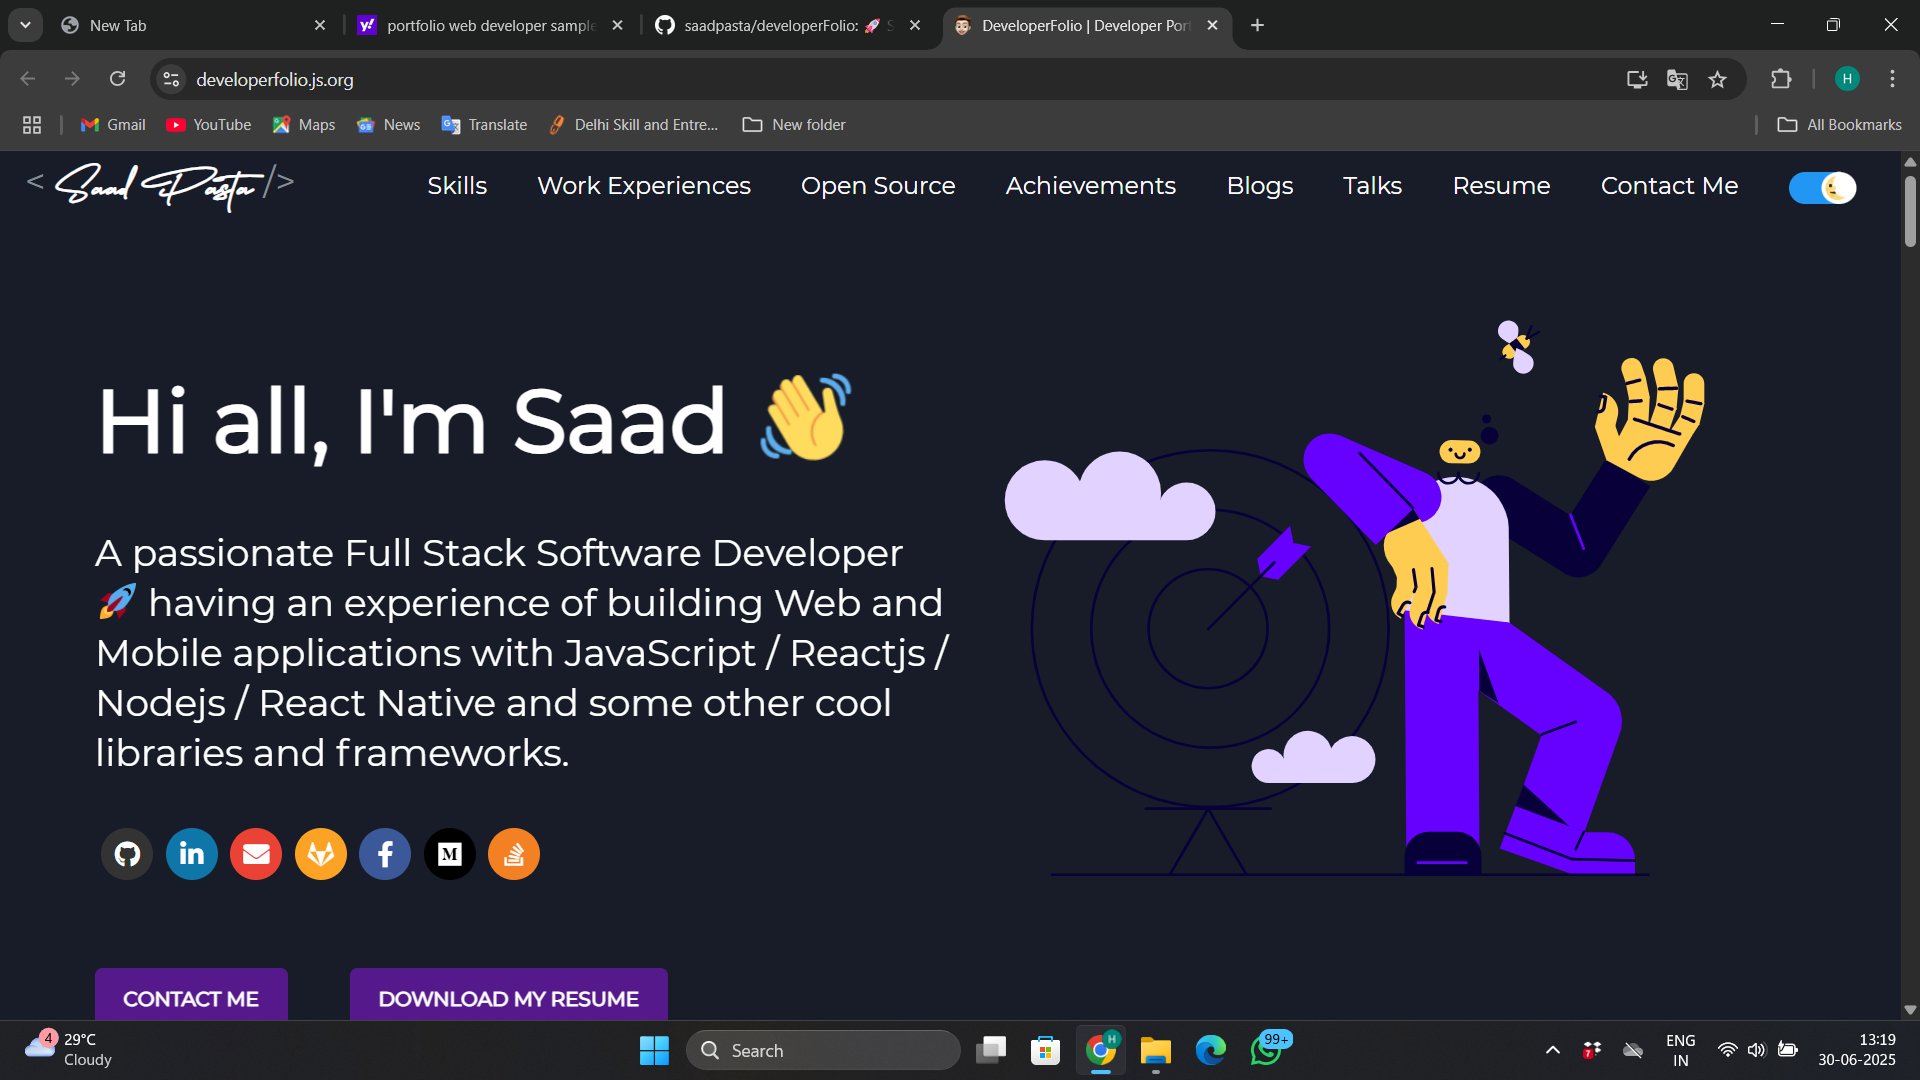 New Tab
portfolio web developer sample
saadpasta/developerFolio: 🚀 S
DeveloperFolio | Developer Port
developerfolio.js.org
H
Gmail
YouTube
Maps
News
Translate
Delhi Skill and Entre...
New folder
All Bookmarks
< Saad Pasta />
Skills
Work Experiences
Open Source
Achievements
Blogs
Talks
Resume
Contact Me
Hi all, I'm Saad 👋
A passionate Full Stack Software Developer
🚀 having an experience of building Web and
Mobile applications with JavaScript / Reactjs /
Nodejs / React Native and some other cool
libraries and frameworks.
in
f
M
CONTACT ME
DOWNLOAD MY RESUME
4
29°C
Cloudy
Search
H
99+
7
ENG
IN
13:19
30-06-2025